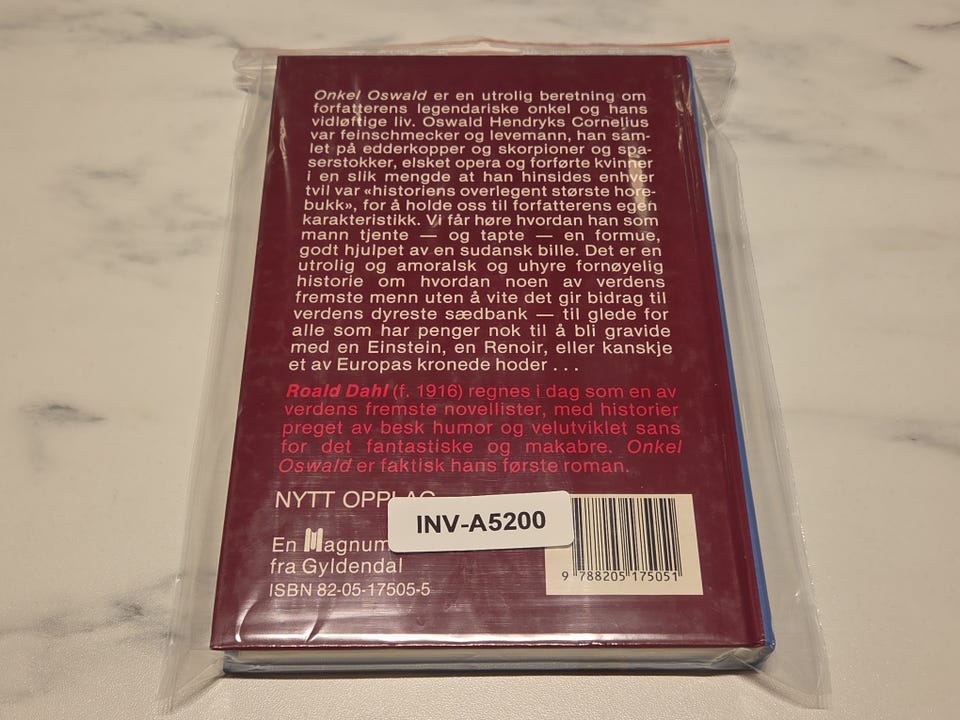 Onkel Oswald er en utrolig beretning om
forfatterens legendariske onkel og hans
vidløftige liv. Oswald Hendryks Cornelius
var feinschmecker og levemann, han sam-
let på edderkopper og skorpioner og spa-
serstokker, elsket opera og forførte kvinner
i en slik mengde at han hinsides enhver
tvil var «historiens overlegent største hore-
bukk», for å holde oss til forfatterens egen
karakteristikk. Vi får høre hvordan han som
mann tjente — og tapte — en formue,
godt hjulpet av en sudansk bille. Det er en
utrolig og amoralsk og uhyre fornøyelig
historie om hvordan noen av verdens
fremste menn uten å vite det gir bidrag til
verdens dyreste sædbank — til glede for
alle som har penger nok til å bli gravide
med en Einstein, en Renoir, eller kanskje
et av Europas kronede hoder . . .
Roald Dahl (f. 1916) regnes i dag som en av
verdens fremste novellister, med historier
preget av besk humor og velutviklet sans
for det fantastiske og makabre. Onkel
Oswald er faktisk hans første roman.
NYTT OPPLAG
INV-A5200
En Magnum
fra Gyldendal
ISBN 82-05-17505-5
9 788205 175051